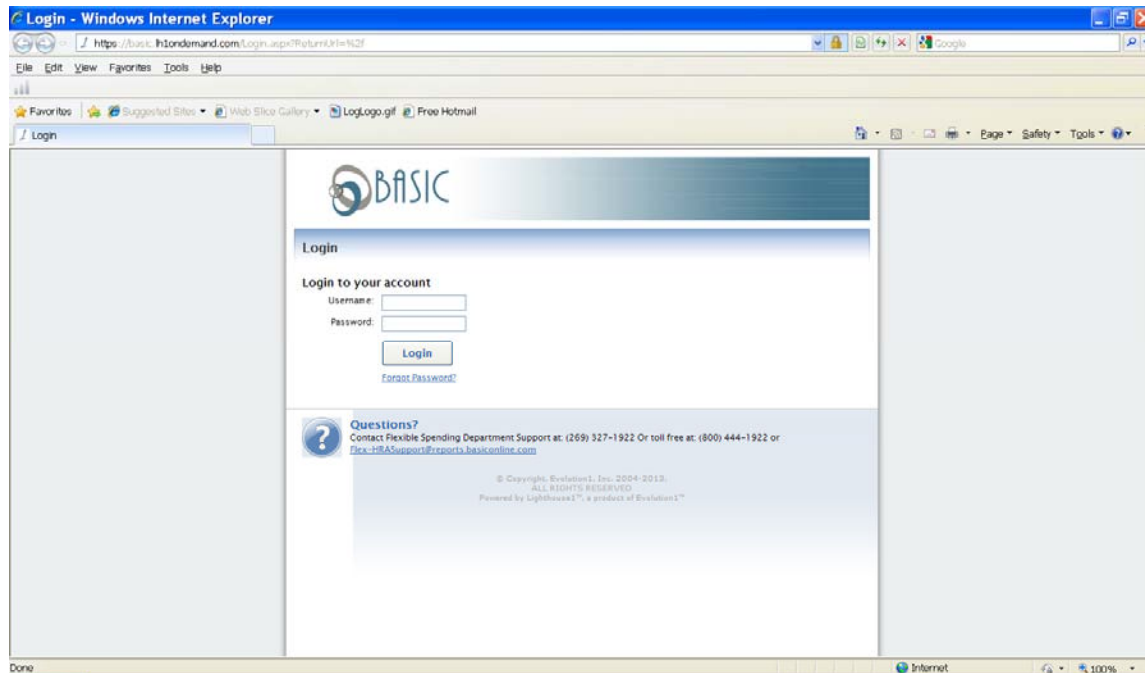 Login - Windows Internet Explorer
https://basic.lh1ondemand.com/Login.aspx?ReturnUrl=%2f
Google
File Edit View Favorites Tools Help
Favorites Suggested Sites Web Slice Gallery LogLogo.gif Free Hotmail
Login
Page Safety Tools
BASIC
Login
Login to your account
Username:
Password:
Login
Forgot Password?
Questions?
Contact Flexible Spending Department Support at: (269) 327-1922 Or toll free at: (800) 444-1922 or
Flex-HRASupport@reports.basiconline.com
© Copyright, Evolution1, Inc. 2004-2013.
ALL RIGHTS RESERVED
Powered by Lighthouse1™, a product of Evolution1™
Done Internet 100%